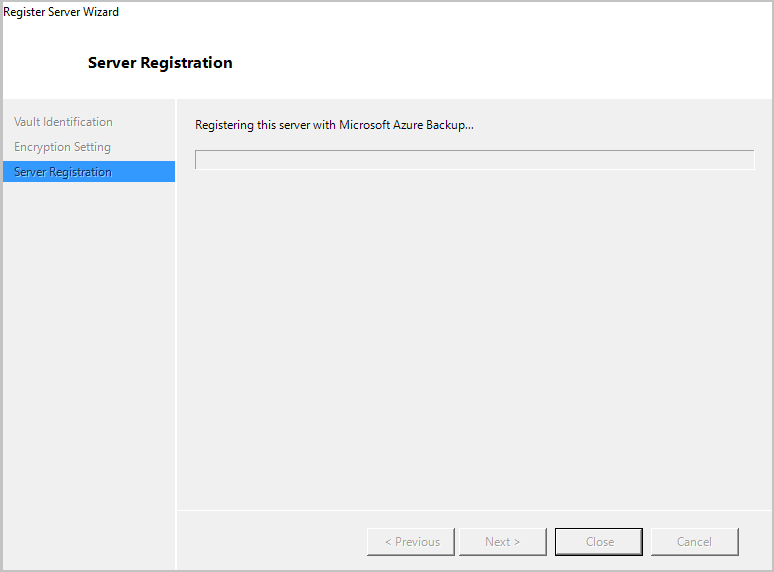 Register Server Wizard
Server Registration
Vault Identification
Encryption Setting
Server Registration
Registering this server with Microsoft Azure Backup...
< Previous
Next >
Close
Cancel